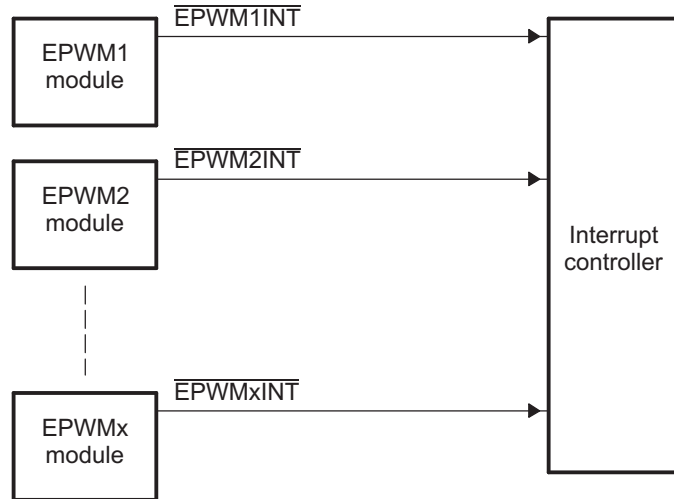 EPWM1INT
EPWM1
module
EPWM2INT
EPWM2
module
Interrupt
controller
EPWMxINT
EPWMx
module